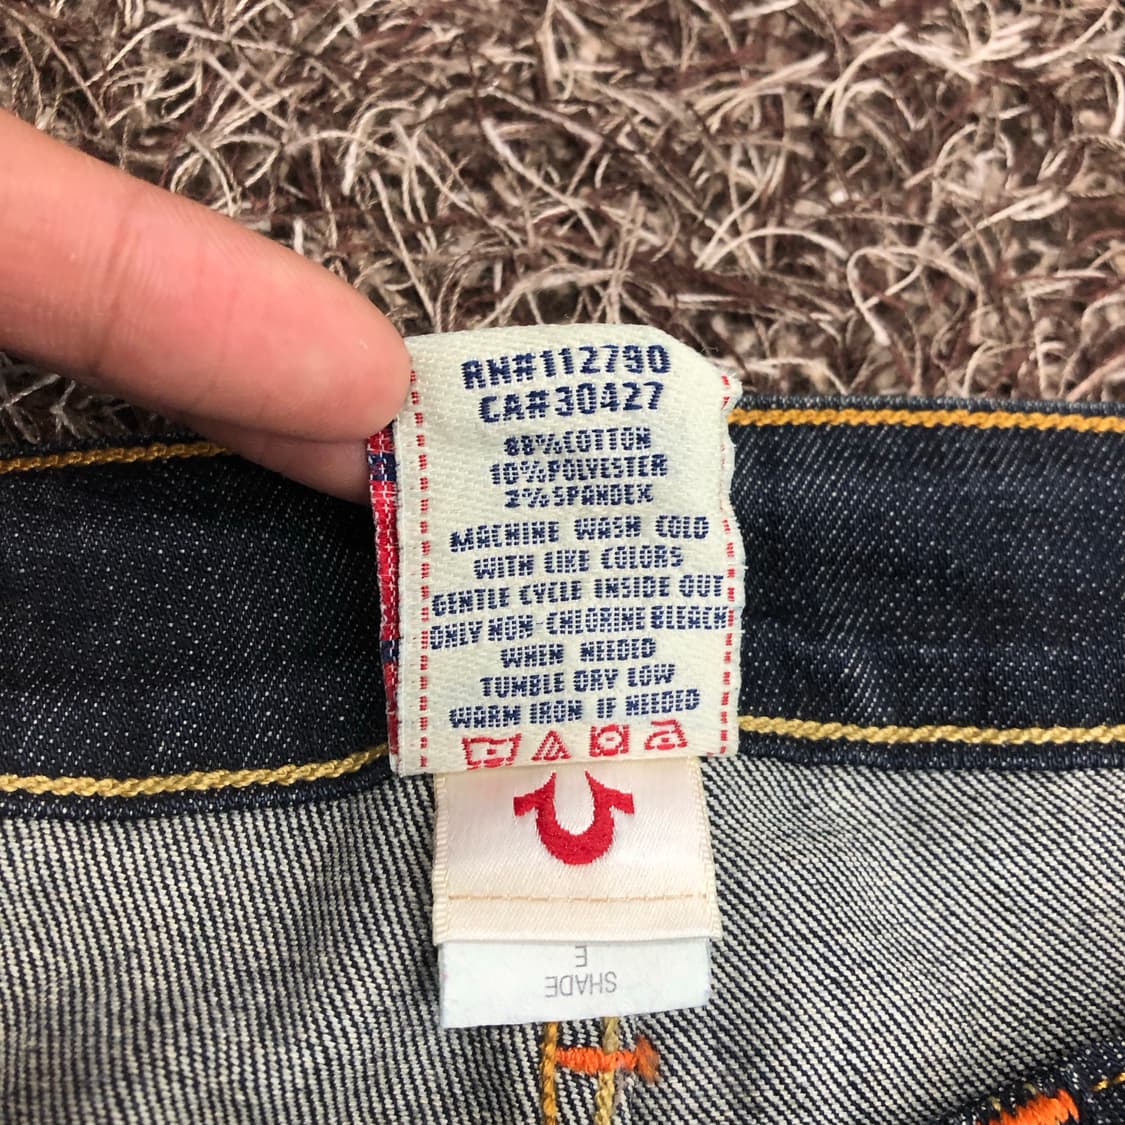 RN#112790
CA#30427
88%COTTON
10%POLYESTER
2%SPANDEX
MACHINE WASH COLD
WITH LIKE COLORS
GENTLE CYCLE INSIDE OUT
ONLY NON-CHLORINE BLEACH
WHEN NEEDED
TUMBLE DRY LOW
WARM IRON IF NEEDED
SHADE
E